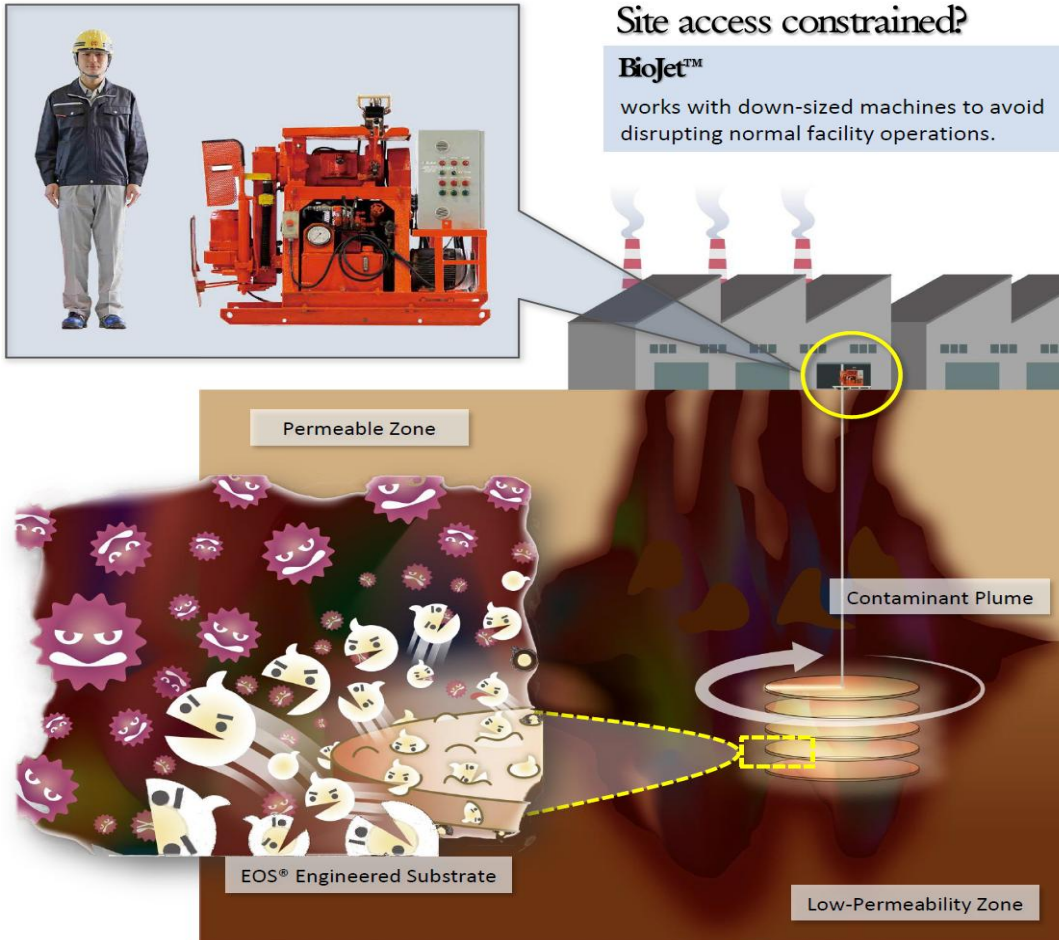 Site access constrained?
BioJet™
works with down-sized machines to avoid
disrupting normal facility operations.
Permeable Zone
Contaminant Plume
EOS® Engineered Substrate
Low-Permeability Zone